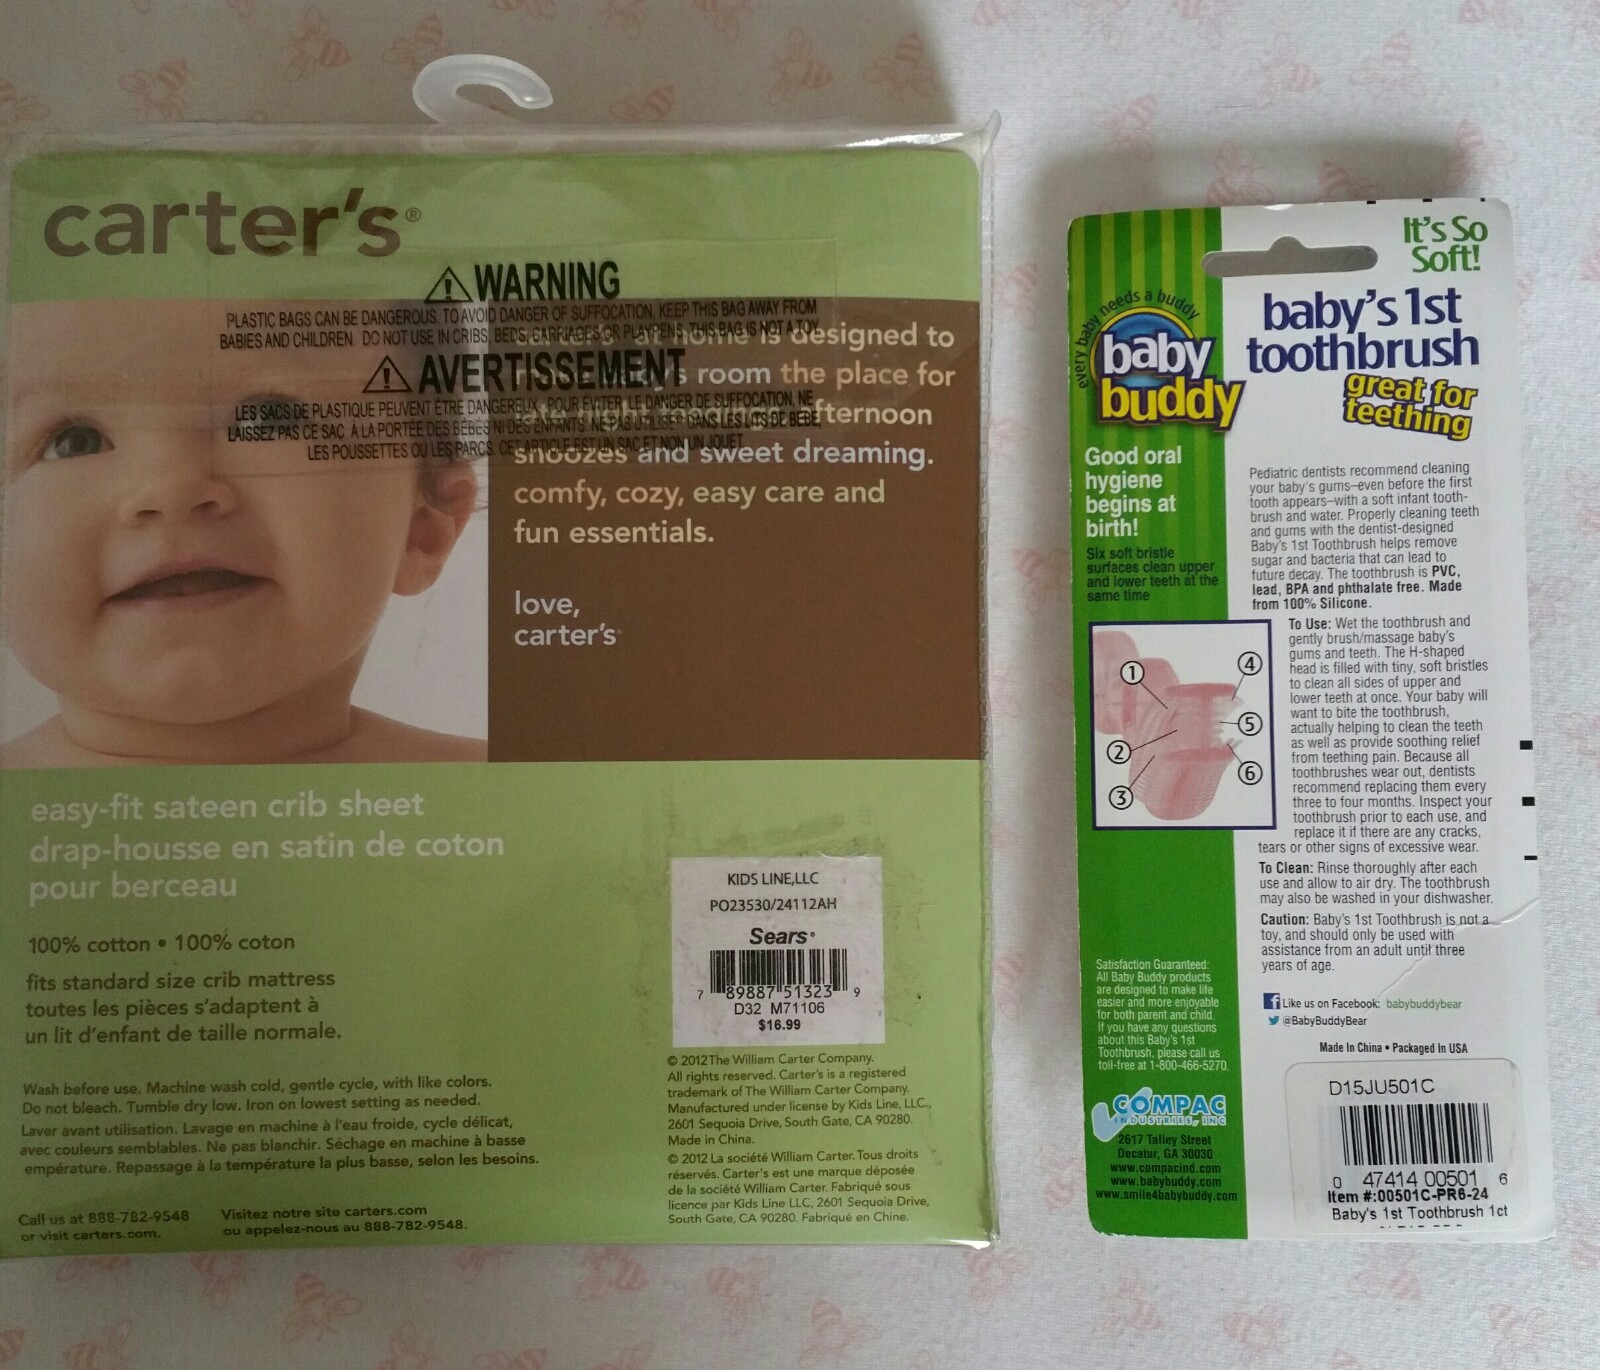 carter's®
WARNING
PLASTIC BAGS CAN BE DANGEROUS. TO AVOID DANGER OF SUFFOCATION, KEEP THIS BAG AWAY FROM
BABIES AND CHILDREN. DO NOT USE IN CRIBS, BEDS, CARRIAGES OR PLAYPENS. THIS BAG IS NOT A TOY.
AVERTISSEMENT
LES SACS DE PLASTIQUE PEUVENT ÊTRE DANGEREUX. POUR ÉVITER LE DANGER DE SUFFOCATION, NE
LAISSEZ PAS CE SAC À LA PORTÉE DES BÉBÉS NI DES ENFANTS. NE PAS UTILISER DANS LES LITS DE BÉBÉ,
LES POUSSETTES OU LES PARCS. CET ARTICLE EST UN SAC ET NON UN JOUET.
at home is designed to
room the place for
afternoon
snoozes and sweet dreaming.
comfy, cozy, easy care and
fun essentials.
love,
carter's
easy-fit sateen crib sheet
drap-housse en satin de coton
pour berceau
100% cotton • 100% coton
fits standard size crib mattress
toutes les pièces s'adaptent à
un lit d'enfant de taille normale.
Wash before use. Machine wash cold, gentle cycle, with like colors.
Do not bleach. Tumble dry low. Iron on lowest setting as needed.
Laver avant utilisation. Lavage en machine à l'eau froide, cycle délicat,
avec couleurs semblables. Ne pas blanchir. Séchage en machine à basse
empérature. Repassage à la température la plus basse, selon les besoins.
Call us at 888-782-9548
or visit carters.com.
Visitez notre site carters.com
ou appelez-nous au 888-782-9548.
KIDS LINE,LLC
PO23530/24112AH
Sears®
7 89887 51323 9
D32 M71106
$16.99
© 2012 The William Carter Company.
All rights reserved. Carter's is a registered
trademark of The William Carter Company.
Manufactured under license by Kids Line, LLC.,
2601 Sequoia Drive, South Gate, CA 90280.
Made in China.
© 2012 La société William Carter. Tous droits
réservés. Carter's est une marque déposée
de la société William Carter. Fabriqué sous
licence par Kids Line LLC, 2601 Sequoia Drive,
South Gate, CA 90280. Fabriqué en Chine.
It's So
Soft!
every baby needs a buddy
baby
buddy
baby's 1st
toothbrush
great for
teething
Good oral
hygiene
begins at
birth!
Six soft bristle
surfaces clean upper
and lower teeth at the
same time
1
2
3
4
5
6
Pediatric dentists recommend cleaning
your baby's gums–even before the first
tooth appears–with a soft infant tooth-
brush and water. Properly cleaning teeth
and gums with the dentist-designed
Baby's 1st Toothbrush helps remove
sugar and bacteria that can lead to
future decay. The toothbrush is PVC,
lead, BPA and phthalate free. Made
from 100% Silicone.
To Use: Wet the toothbrush and
gently brush/massage baby's
gums and teeth. The H-shaped
head is filled with tiny, soft bristles
to clean all sides of upper and
lower teeth at once. Your baby will
want to bite the toothbrush,
actually helping to clean the teeth
as well as provide soothing relief
from teething pain. Because all
toothbrushes wear out, dentists
recommend replacing them every
three to four months. Inspect your
toothbrush prior to each use, and
replace it if there are any cracks,
tears or other signs of excessive wear.
To Clean: Rinse thoroughly after each
use and allow to air dry. The toothbrush
may also be washed in your dishwasher.
Caution: Baby's 1st Toothbrush is not a
toy, and should only be used with
assistance from an adult until three
years of age.
Satisfaction Guaranteed:
All Baby Buddy products
are designed to make life
easier and more enjoyable
for both parent and child.
If you have any questions
about this Baby's 1st
Toothbrush, please call us
toll-free at 1-800-466-5270.
COMPAC
INDUSTRIES, INC
2617 Talley Street
Decatur, GA 30030
www.compacind.com
www.babybuddy.com
www.smile4babybuddy.com
f Like us on Facebook: babybuddybear
@BabyBuddyBear
Made In China • Packaged In USA
D15JU501C
0 47414 00501 6
Item #:00501C-PR6-24
Baby's 1st Toothbrush 1ct